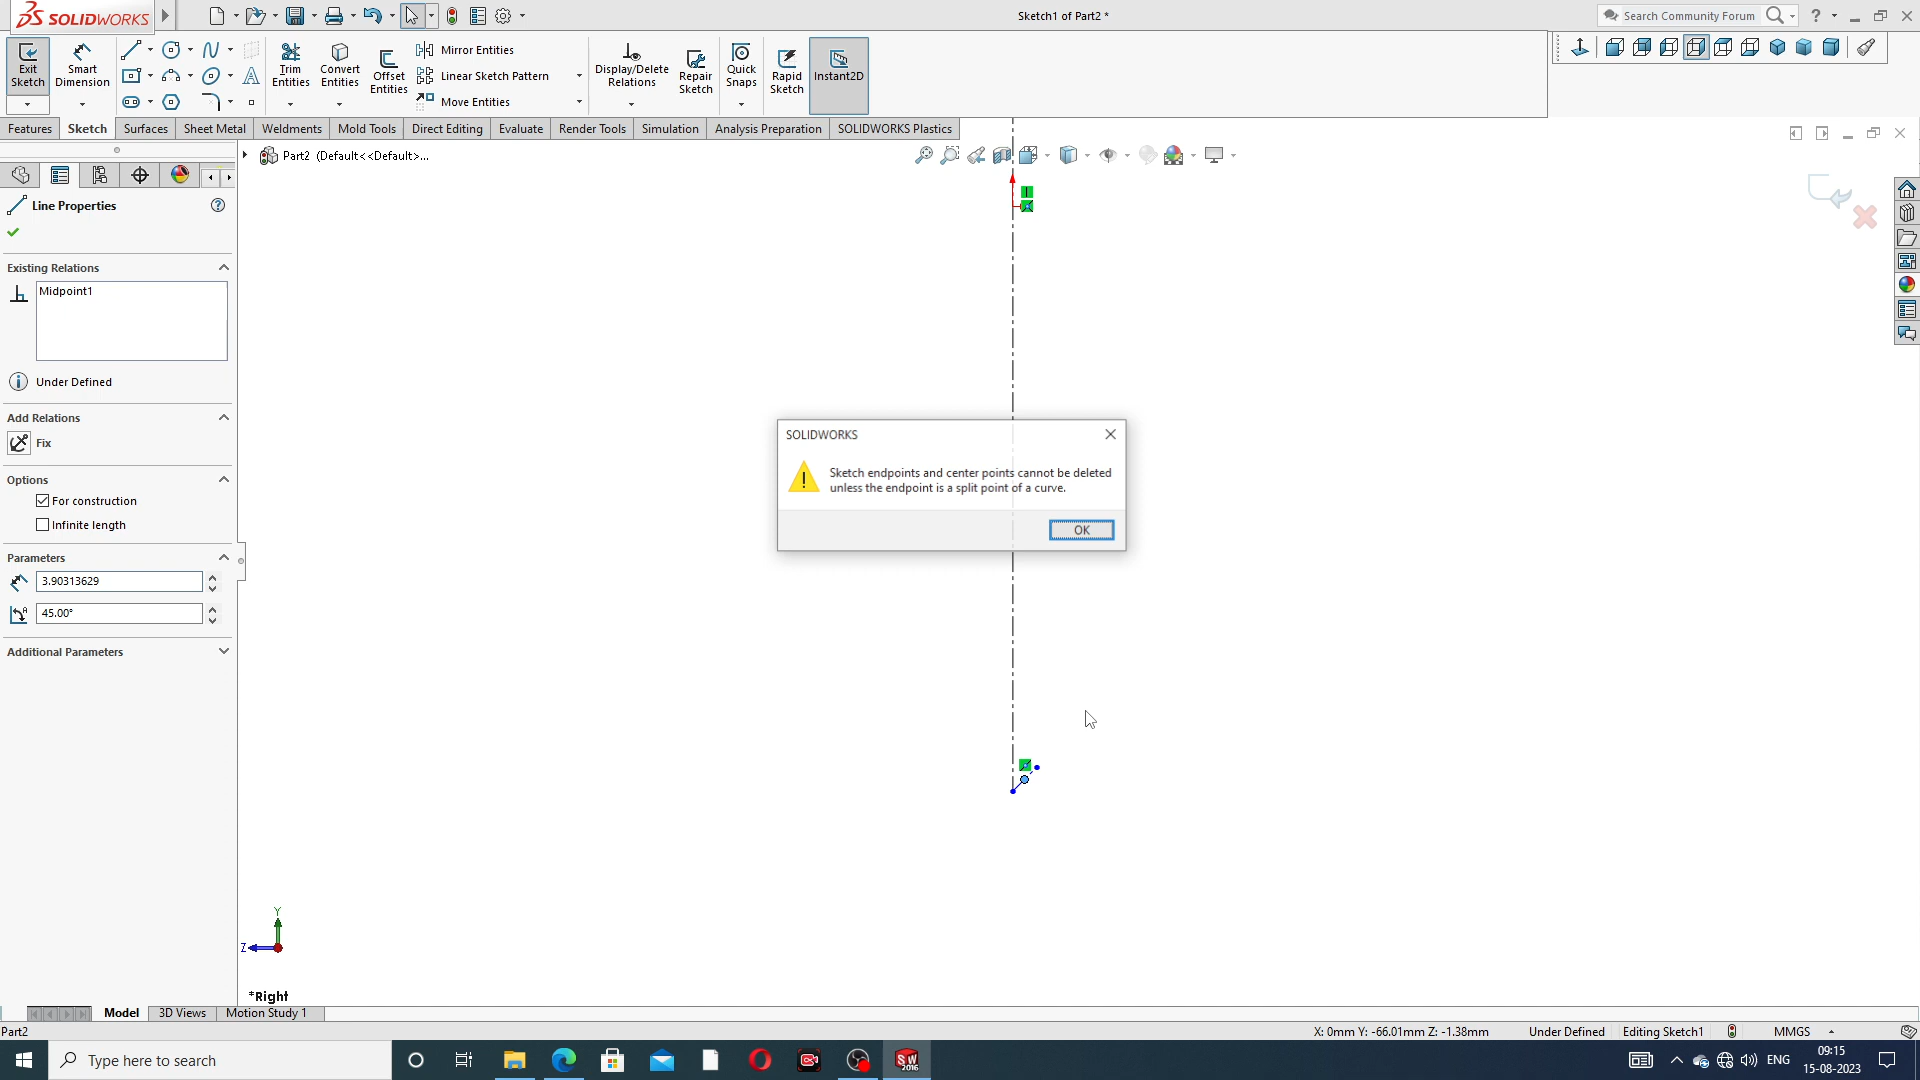 SOLIDWORKS
Sketch1 of Part2 *
Search Community Forum
?
Exit Sketch
Smart Dimension
Trim Entities
Convert Entities
Offset Entities
Mirror Entities
Linear Sketch Pattern
Move Entities
Display/Delete Relations
Repair Sketch
Quick Snaps
Rapid Sketch
Instant2D
Features
Sketch
Surfaces
Sheet Metal
Weldments
Mold Tools
Direct Editing
Evaluate
Render Tools
Simulation
Analysis Preparation
SOLIDWORKS Plastics
Part2 (Default<<Default>...
Line Properties
Existing Relations
Midpoint1
Under Defined
Add Relations
Fix
Options
For construction
Infinite length
Parameters
3.90313629
45.00°
Additional Parameters
SOLIDWORKS
Sketch endpoints and center points cannot be deleted
unless the endpoint is a split point of a curve.
OK
Y
Z
*Right
Model
3D Views
Motion Study 1
Part2
X: 0mm Y: -66.01mm Z: -1.38mm
Under Defined
Editing Sketch1
MMGS
Type here to search
SW
2016
ENG
09:15
15-08-2023